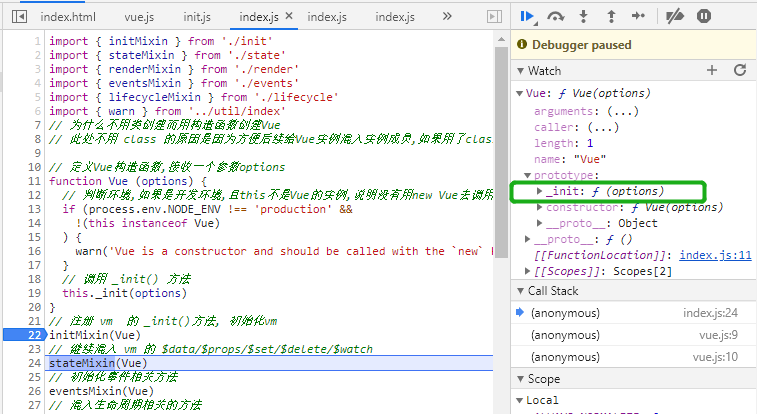 index.html vue.js init.js index.js × index.js index.js »
1 import { initMixin } from './init'
2 import { stateMixin } from './state'
3 import { renderMixin } from './render'
4 import { eventsMixin } from './events'
5 import { lifecycleMixin } from './lifecycle'
6 import { warn } from '../util/index'
7 // 为什么不用类创建而用构造函数创建Vue
8 // 此处不用 class 的原因是因为方便后续给Vue实例混入实例成员,如果用了clas
9
10 // 定义Vue构造函数,接收一个参数options
11 function Vue (options) {
12 // 判断环境,如果是开发环境,且this不是Vue的实例,说明没有用new Vue去调用
13 if (process.env.NODE_ENV !== 'production' &&
14 !(this instanceof Vue)
15 ) {
16 warn('Vue is a constructor and should be called with the `new`
17 }
18 // 调用 _init() 方法
19 this._init(options)
20 }
21 // 注册 vm 的 _init()方法, 初始化vm
22 initMixin(Vue)
23 // 继续混入 vm 的 $data/$props/$set/$delete/$watch
24 stateMixin(Vue)
25 // 初始化事件相关方法
26 eventsMixin(Vue)
27 // 混入生命周期相关的方法
Debugger paused
Watch
Vue: ƒ Vue(options)
arguments: (...)
caller: (...)
length: 1
name: "Vue"
prototype:
_init: ƒ (options)
constructor: ƒ Vue(options)
__proto__: Object
__proto__: ƒ ()
[[FunctionLocation]]: index.js:11
[[Scopes]]: Scopes[2]
Call Stack
(anonymous) index.js:24
(anonymous) vue.js:9
(anonymous) vue.js:10
Scope
Local